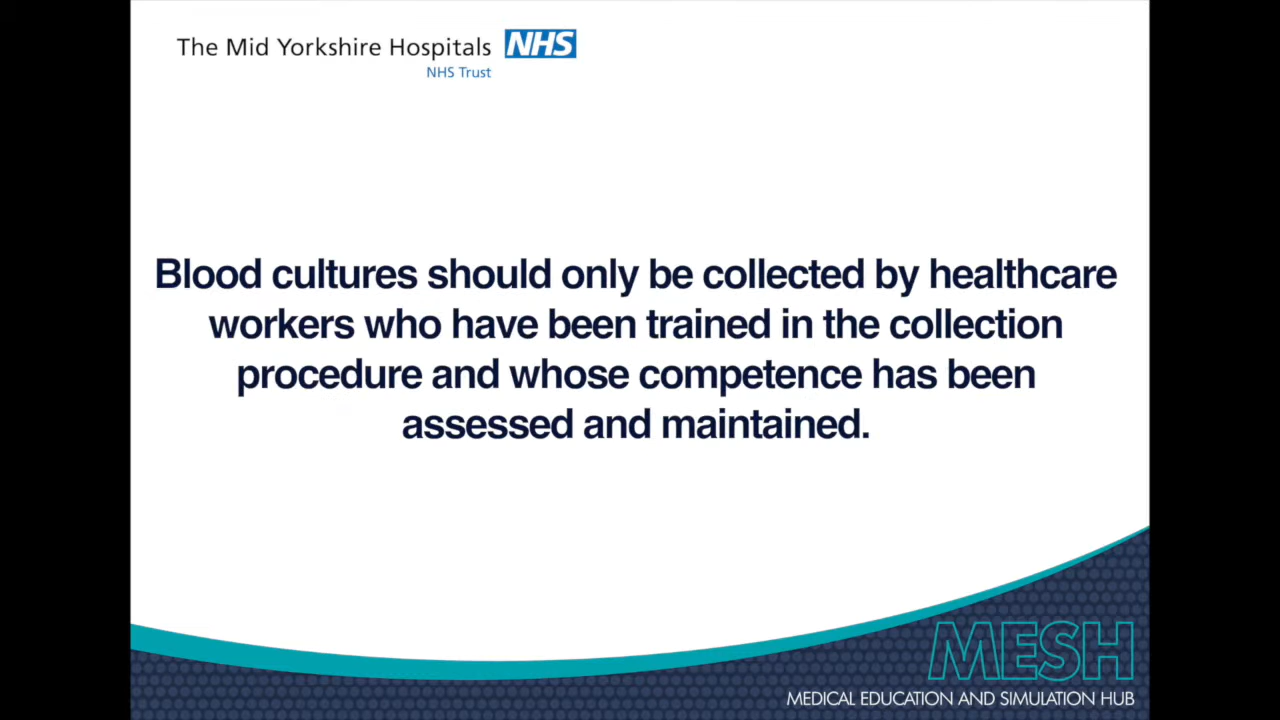 The Mid Yorkshire Hospitals NHS
NHS Trust
Blood cultures should only be collected by healthcare
workers who have been trained in the collection
procedure and whose competence has been
assessed and maintained.
MESH
MEDICAL EDUCATION AND SIMULATION HUB